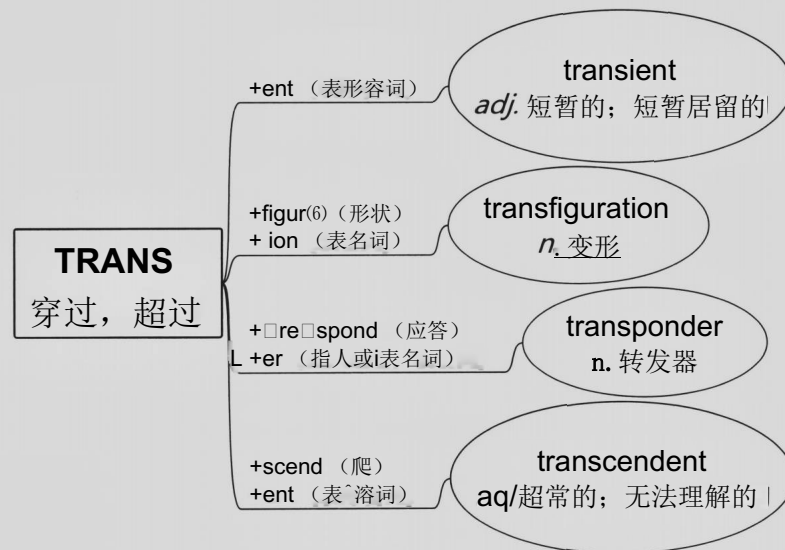 TRANS
穿过，超过
+ent（表形容词）
transient
adj. 短暂的；短暂居留的
+figur(6)（形状）
+ ion（表名词）
transfiguration
n. 变形
+□re□spond（应答）
L +er（指人或i表名词）
transponder
n. 转发器
+scend（爬）
+ent（表^溶词）
transcendent
aq/超常的；无法理解的